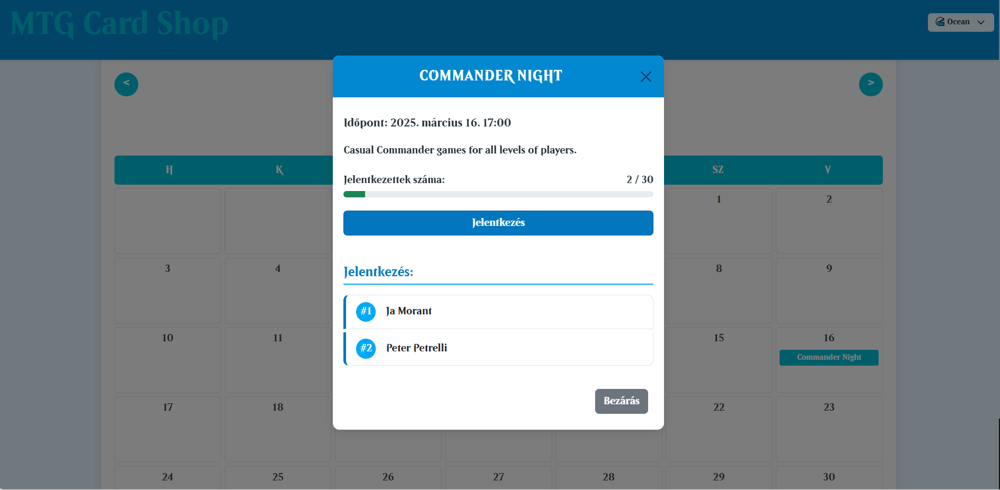 MTG Card Shop
Ocean
COMMANDER NIGHT
<
>
Időpont: 2025. március 16. 17:00
Casual Commander games for all levels of players.
Jelentkezettek száma: 2 / 30
Jelentkezés
Jelentkezés:
#1 Ja Morant
#2 Peter Petrelli
Bezárás
H K SZ V
1 2
3 4 8 9
10 11 15 16
Commander Night
17 18 22 23
24 25 26 27 28 29 30